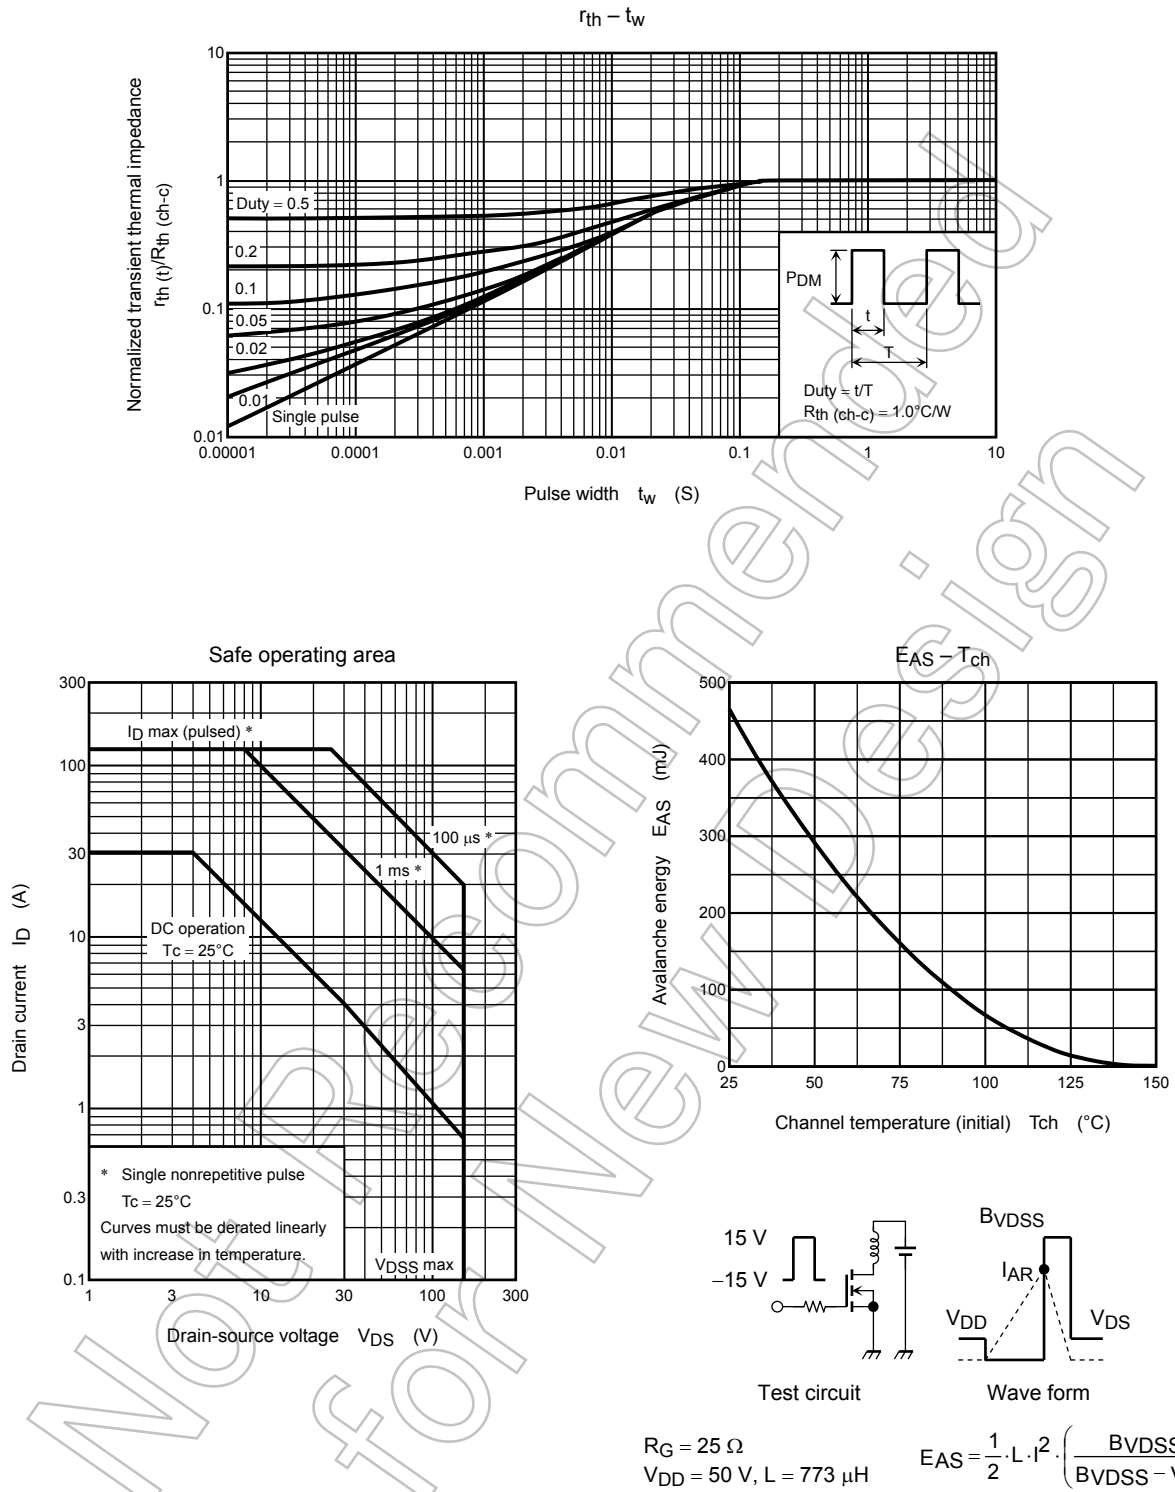 rth – tw
Normalized transient thermal impedance
rth (t)/Rth (ch-c)
10
1
0.1
0.01
Duty = 0.5
0.2
0.1
0.05
0.02
0.01
Single pulse
PDM
t
T
Duty = t/T
Rth (ch-c) = 1.0°C/W
0.00001
0.0001
0.001
0.01
0.1
1
10
Pulse width tw (S)
Safe operating area
Drain current ID (A)
300
100
30
10
3
1
0.3
0.1
ID max (pulsed) *
100 μs *
1 ms *
DC operation
Tc = 25°C
* Single nonrepetitive pulse
Tc = 25°C
Curves must be derated linearly
with increase in temperature.
VDSS max
1
3
10
30
100
300
Drain-source voltage VDS (V)
EAS – Tch
Avalanche energy EAS (mJ)
500
400
300
200
100
0
25
50
75
100
125
150
Channel temperature (initial) Tch (°C)
15 V
−15 V
Test circuit
BVDSS
IAR
VDD
VDS
Wave form
RG = 25 Ω
VDD = 50 V, L = 773 μH
EAS = 1/2 · L · I² · ( BVDSS / BVDSS − V
Not Recommended
for New Design